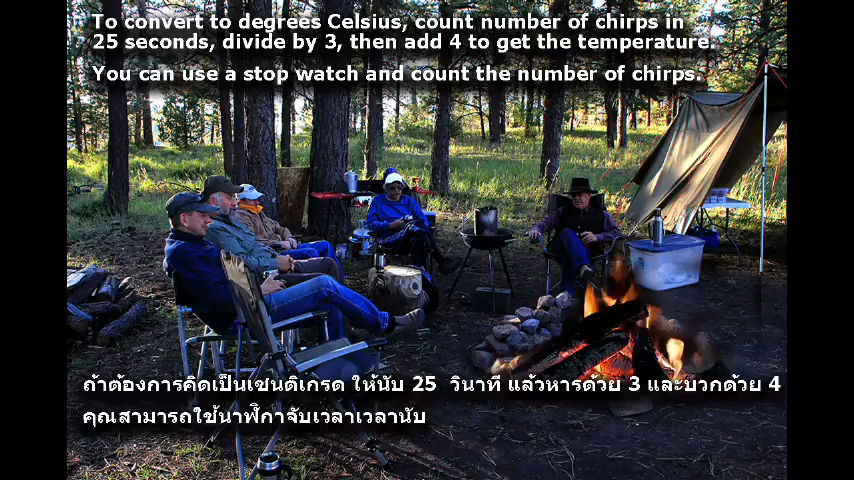 To convert to degrees Celsius, count number of chirps in
25 seconds, divide by 3, then add 4 to get the temperature.
You can use a stop watch and count the number of chirps.
ถ้าต้องการคิดเป็นเซนติเกรด ให้นับ 25 วินาที แล้วหารด้วย 3 และบวกด้วย 4
คุณสามารถใช้นาฬิกาจับเวลาเวลานับ